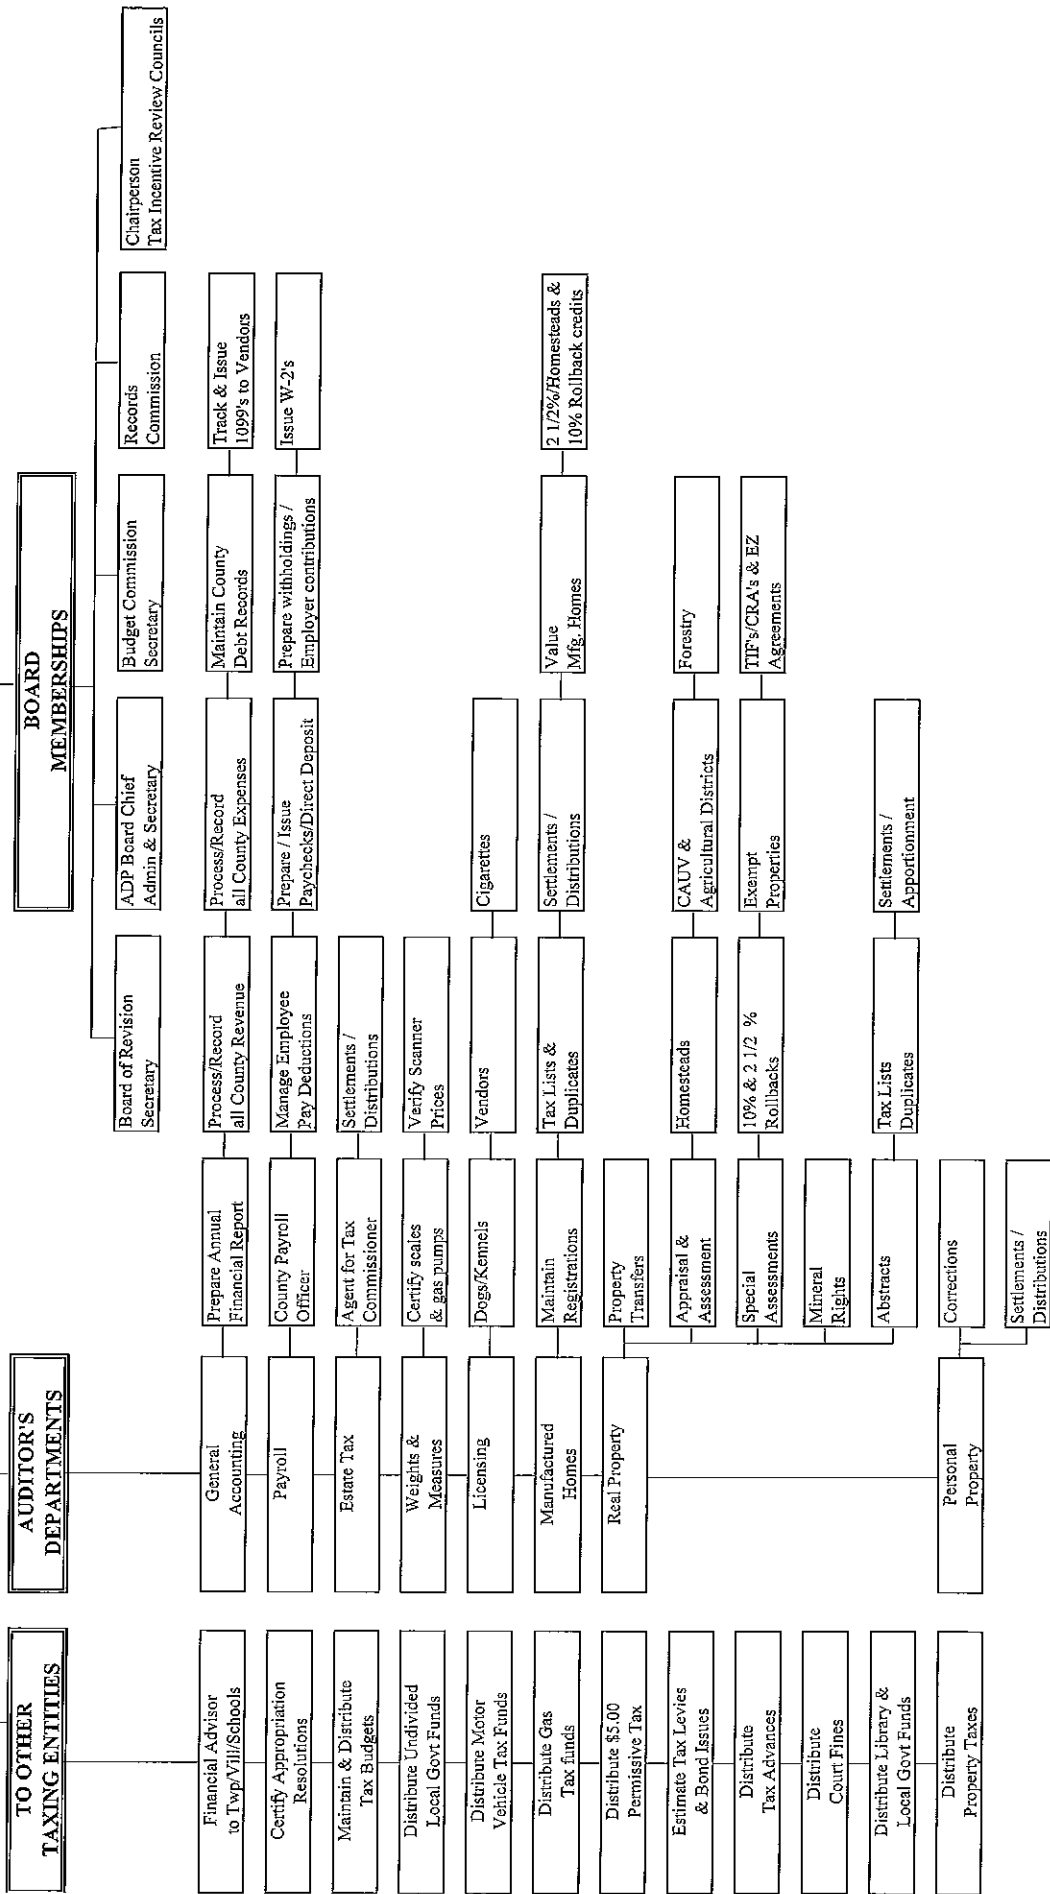 TO OTHER
TAXING ENTITIES
Financial Advisor
to Twp/Vill/Schools
Certify Appropriation
Resolutions
Maintain & Distribute
Tax Budgets
Distribute Undivided
Local Govt Funds
Distribute Motor
Vehicle Tax Funds
Distribute Gas
Tax funds
Distribute $5.00
Permissive Tax
Estimate Tax Levies
& Bond Issues
Distribute
Tax Advances
Distribute
Court Fines
Distribute Library &
Local Govt Funds
Distribute
Property Taxes
AUDITOR'S
DEPARTMENTS
General
Accounting
Prepare Annual
Financial Report
Process/Record
all County Revenue
Process/Record
all County Expenses
Maintain County
Debt Records
Track & Issue
1099's to Vendors
Payroll
County Payroll
Officer
Manage Employee
Pay Deductions
Prepare / Issue
Paychecks/Direct Deposit
Prepare withholdings /
Employer contributions
Issue W-2's
Estate Tax
Agent for Tax
Commissioner
Settlements /
Distributions
Weights &
Measures
Certify scales
& gas pumps
Verify Scanner
Prices
Licensing
Dogs/Kennels
Vendors
Cigarettes
Manufactured
Homes
Maintain
Registrations
Tax Lists &
Duplicates
Settlements /
Distributions
Value
Mfg. Homes
2 1/2%/Homesteads &
10% Rollback credits
Real Property
Property
Transfers
Appraisal &
Assessment
Homesteads
CAUV &
Agricultural Districts
Forestry
Special
Assessments
10% & 2 1/2 %
Rollbacks
Exempt
Properties
TIF's/CRA's & EZ
Agreements
Mineral
Rights
Abstracts
Tax Lists
Duplicates
Settlements /
Apportionment
Personal
Property
Corrections
Settlements /
Distributions
BOARD
MEMBERSHIPS
Board of Revision
Secretary
ADP Board Chief
Admin & Secretary
Budget Commission
Secretary
Records
Commission
Chairperson
Tax Incentive Review Councils